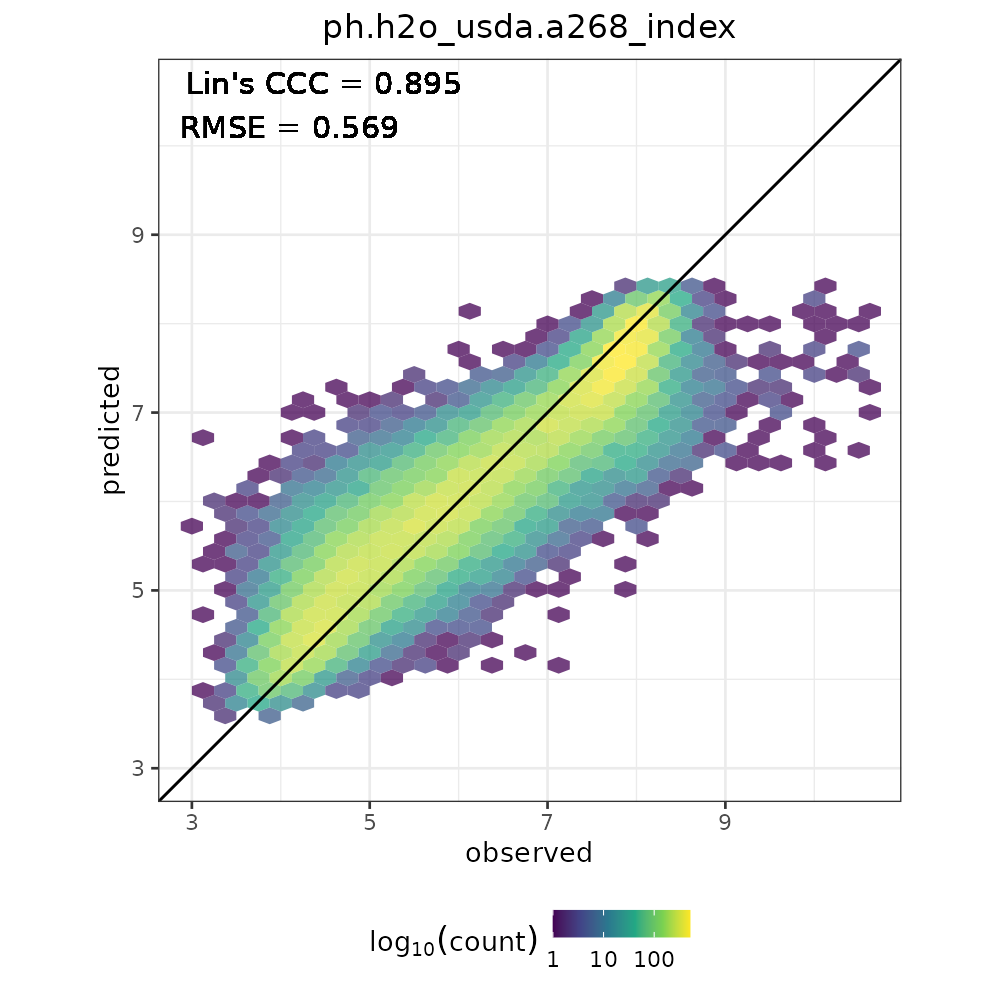 ph.h2o_usda.a268_index
Lin's CCC = 0.895
RMSE = 0.569
9
7
5
3
predicted
3 5 7 9
observed
log10(count)
1 10 100